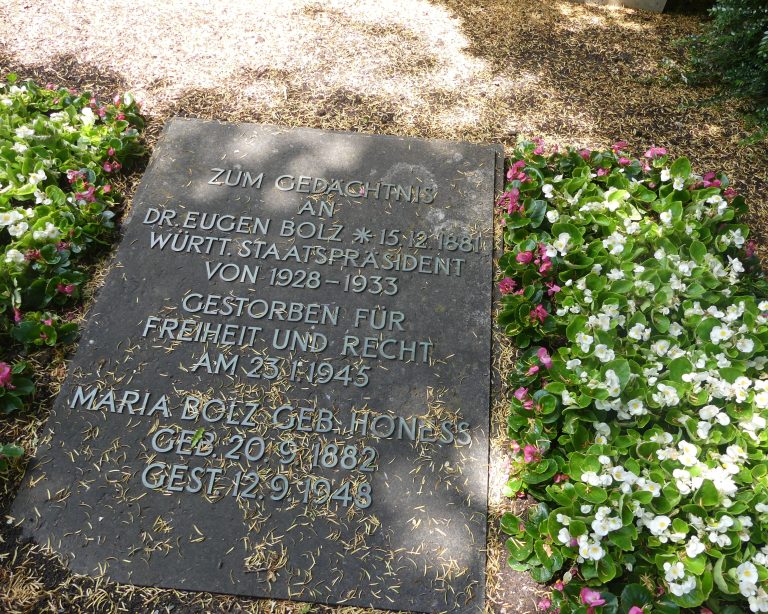 ZUM GEDÄCHTNIS
AN
DR. EUGEN BOLZ * 15.12.1881
WÜRTT. STAATSPRÄSIDENT
VON 1928-1933
GESTORBEN FÜR
FREIHEIT UND RECHT
AM 23.1.1945
MARIA BOLZ GEB. HÖNESS
GEB. 20.9.1882
GEST. 12.9.1948